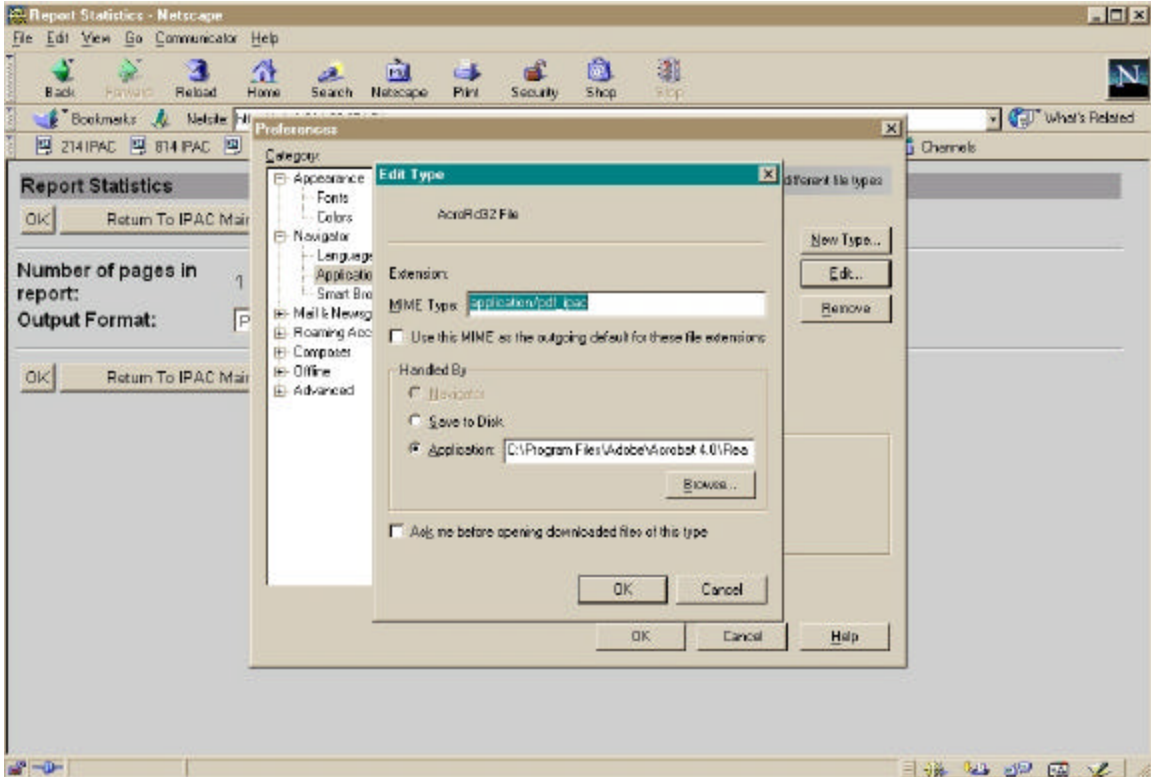 Report Statistics - Netscape
File Edit View Go Communicator Help
Back Forward Reload Home Search Netscape Print Security Shop Stop
Bookmarks Netsite: What's Related
214 IPAC 814 IPAC Channels
Report Statistics
OK Return To IPAC Main
Number of pages in
report: 1
Output Format: P
OK Return To IPAC Main
Preferences
Category:
Appearance
Fonts
Colors
Navigator
Language
Applicatio
Smart Bro
Mail & Newsg
Roaming Acc
Composer
Offline
Advanced
different file types
New Type...
Edit...
Remove
OK Cancel Help
Edit Type
AcroRd32 File
Extension:
MIME Type: application/pdf_ipac
Use this MIME as the outgoing default for these file extensions
Handled By
Navigator
Save to Disk
Application: C:\Program Files\Adobe\Acrobat 4.0\Rea
Browse...
Ask me before opening downloaded files of this type
OK Cancel